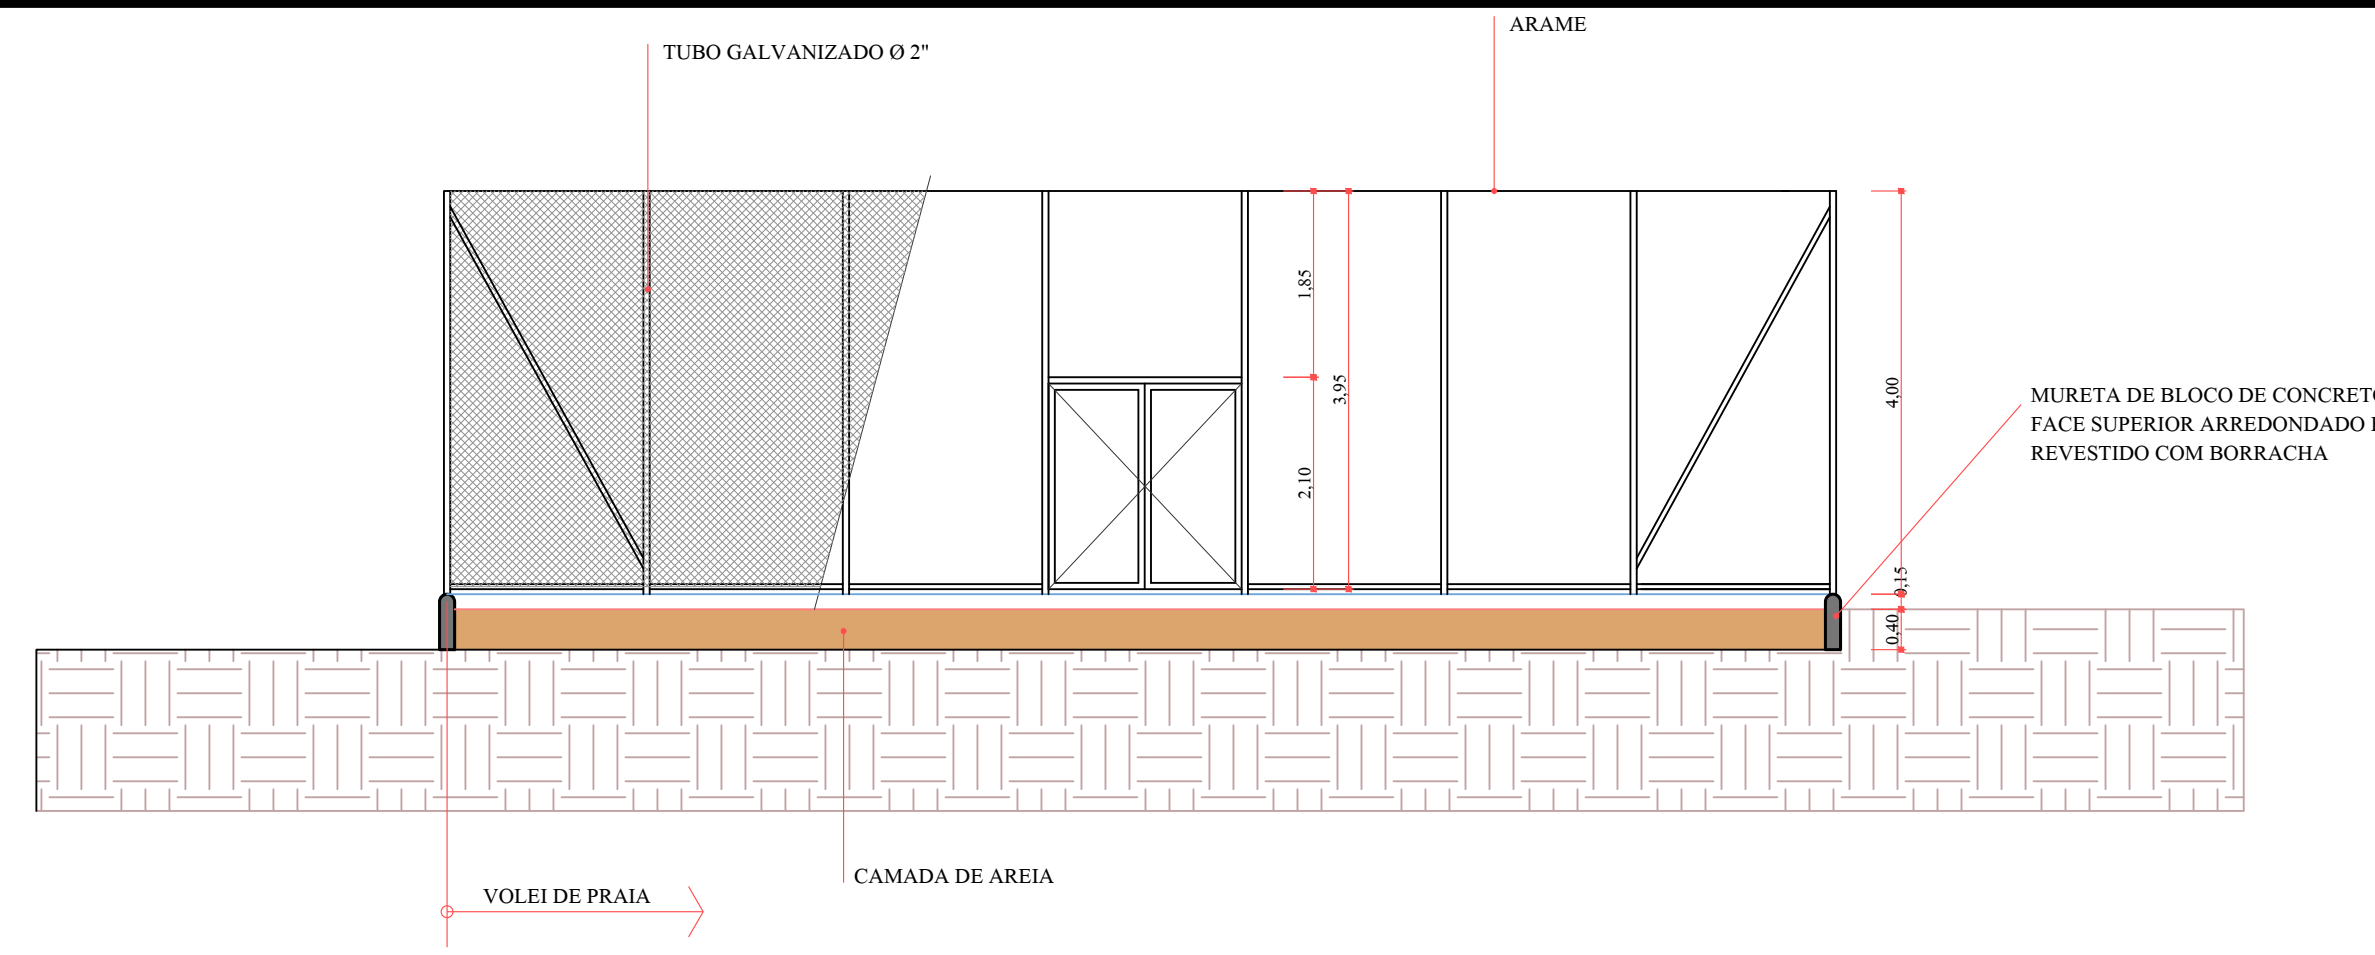 ARAME
TUBO GALVANIZADO Ø 2"
1,85
3,95
4,00
MURETA DE BLOCO DE CONCRETO
FACE SUPERIOR ARREDONDADO
REVESTIDO COM BORRACHA
2,10
0,15
0,40
CAMADA DE AREIA
VOLEI DE PRAIA